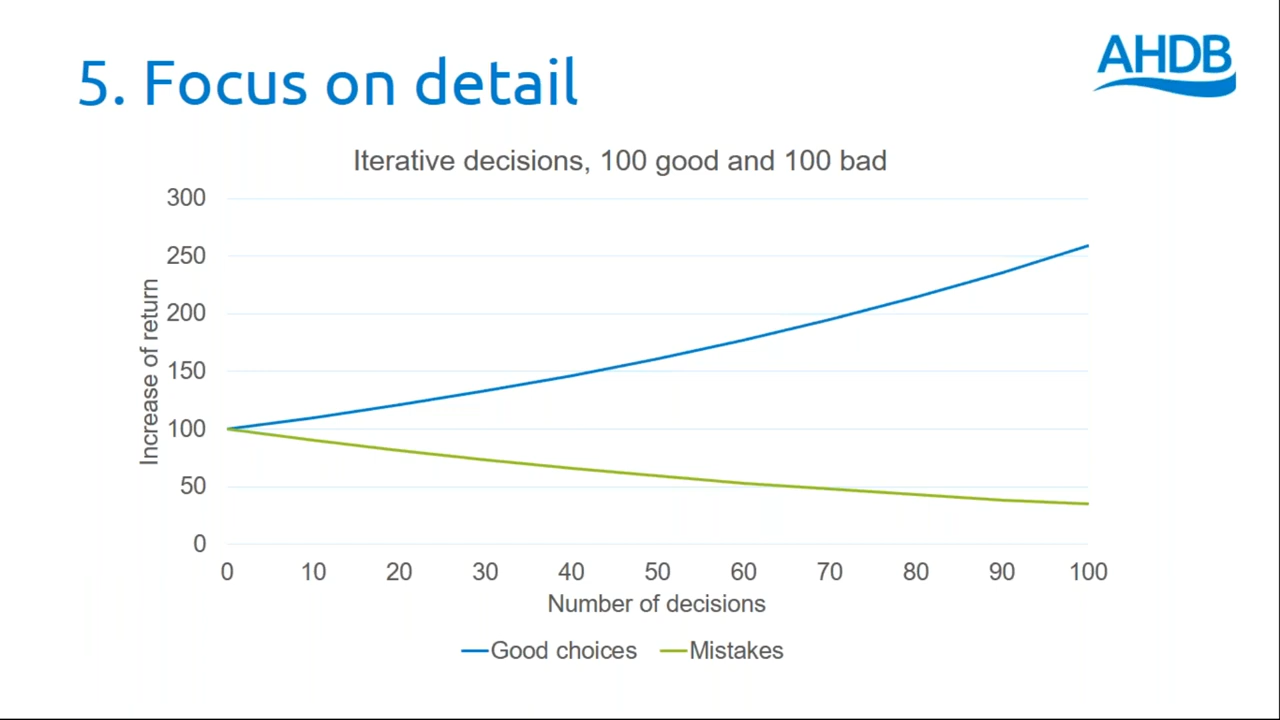 AHDB
5. Focus on detail
Iterative decisions, 100 good and 100 bad
300
250
200
150
100
50
0
Increase of return
0 10 20 30 40 50 60 70 80 90 100
Number of decisions
Good choices Mistakes